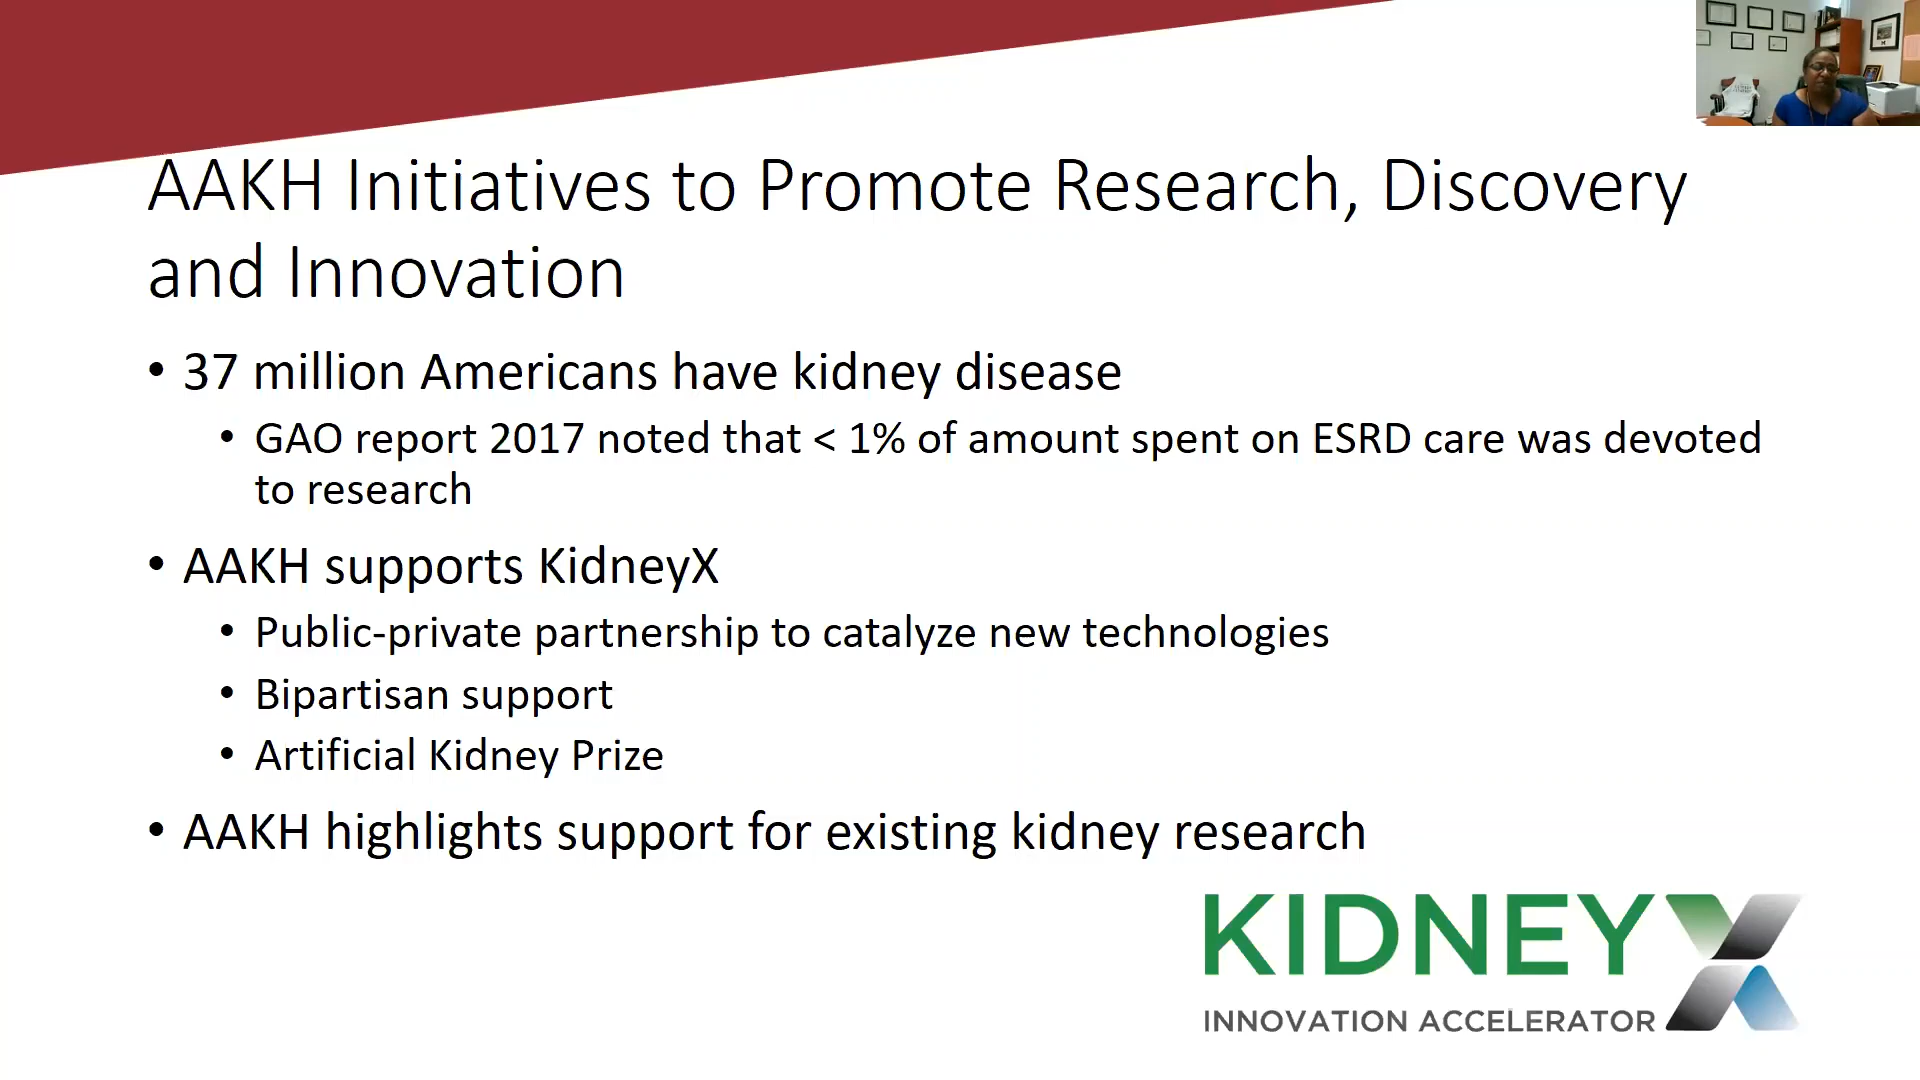 AAKH Initiatives to Promote Research, Discovery
and Innovation
• 37 million Americans have kidney disease
• GAO report 2017 noted that < 1% of amount spent on ESRD care was devoted
to research
• AAKH supports KidneyX
• Public-private partnership to catalyze new technologies
• Bipartisan support
• Artificial Kidney Prize
• AAKH highlights support for existing kidney research
KIDNEYX
INNOVATION ACCELERATOR